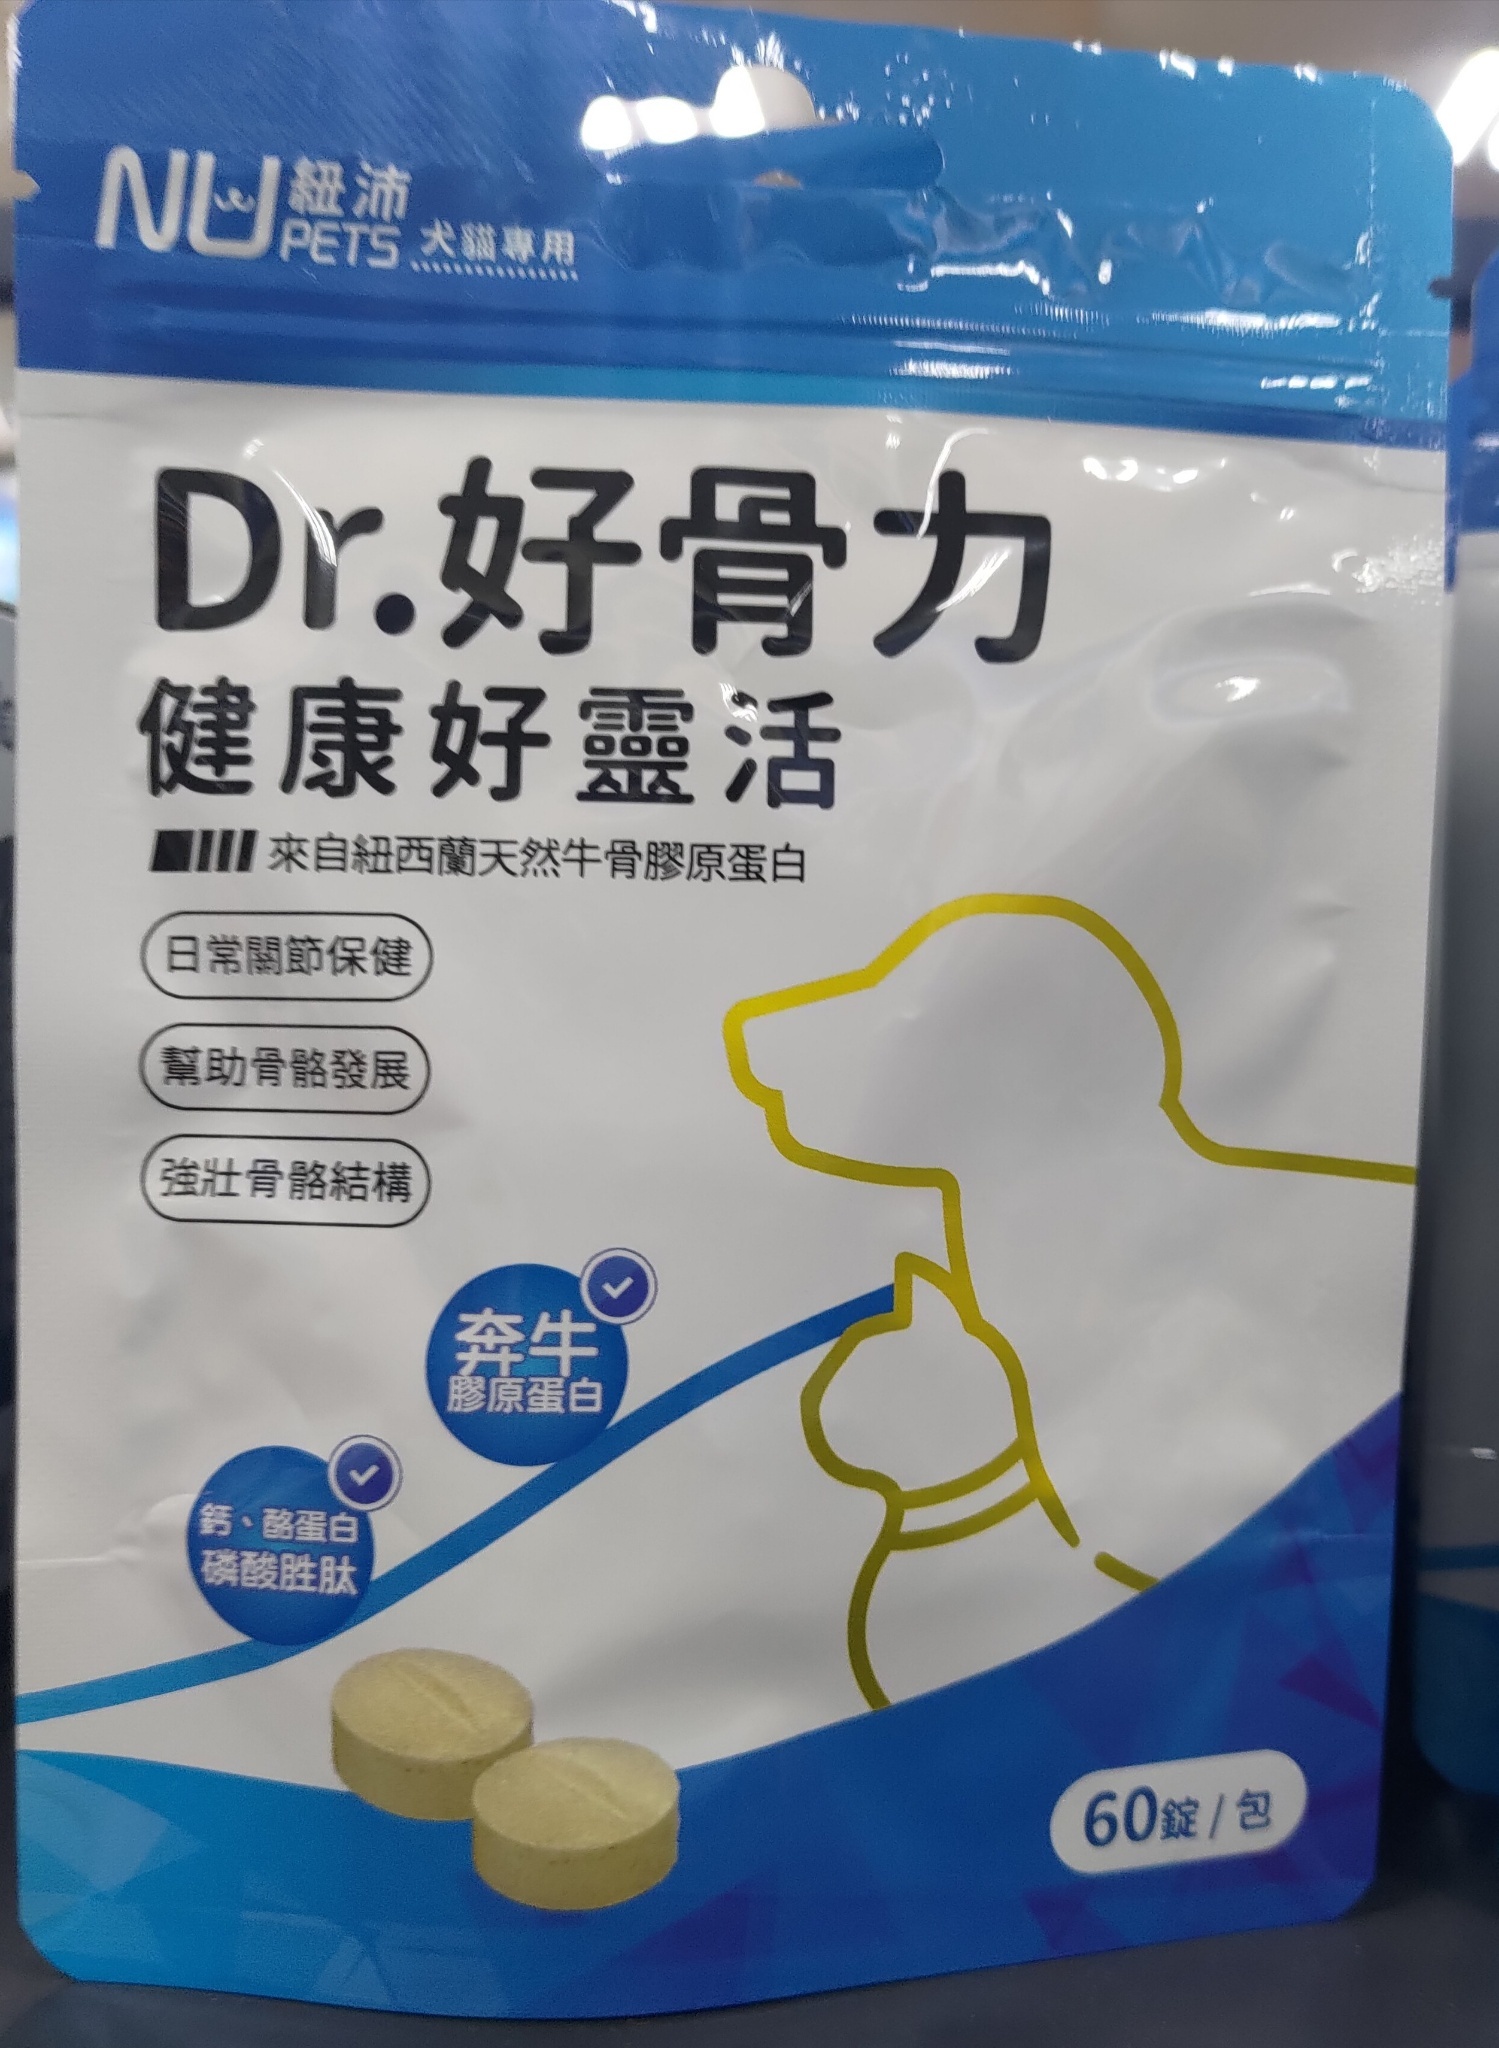 NU 紐沛
PETS 犬貓專用
Dr.好骨力
健康好靈活
來自紐西蘭天然牛骨膠原蛋白
日常關節保健
幫助骨骼發展
強壯骨骼結構
奔牛
膠原蛋白
鈣、酪蛋白
磷酸胜肽
60錠/包